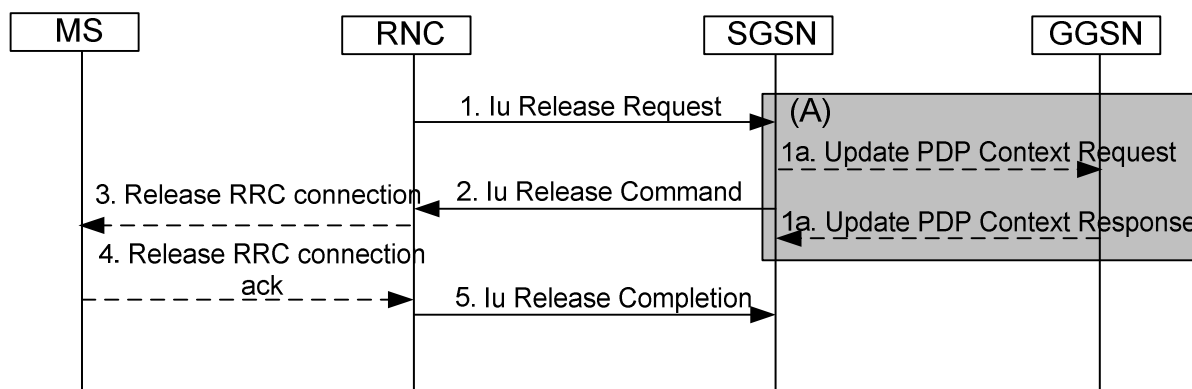 MS
RNC
SGSN
GGSN
1. Iu Release Request
(A)
1a. Update PDP Context Request
3. Release RRC connection
2. Iu Release Command
1a. Update PDP Context Response
4. Release RRC connection
ack
5. Iu Release Completion